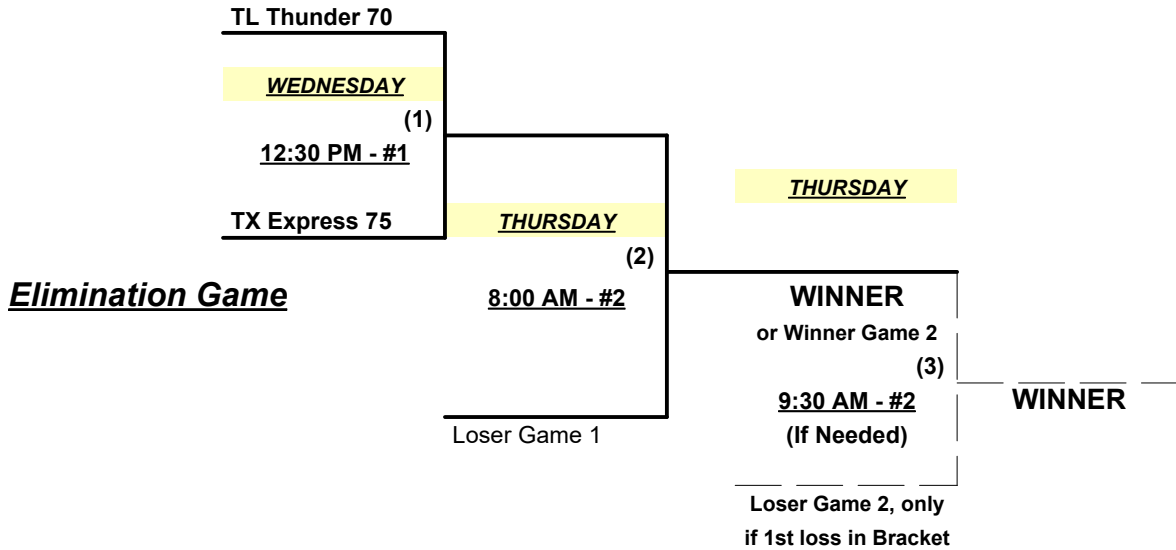 TL Thunder 70
WEDNESDAY
(1)
12:30 PM - #1
THURSDAY
TX Express 75
THURSDAY
(2)
Elimination Game
8:00 AM - #2
WINNER
or Winner Game 2
(3)
9:30 AM - #2
WINNER
Loser Game 1
(If Needed)
Loser Game 2, only
if 1st loss in Bracket